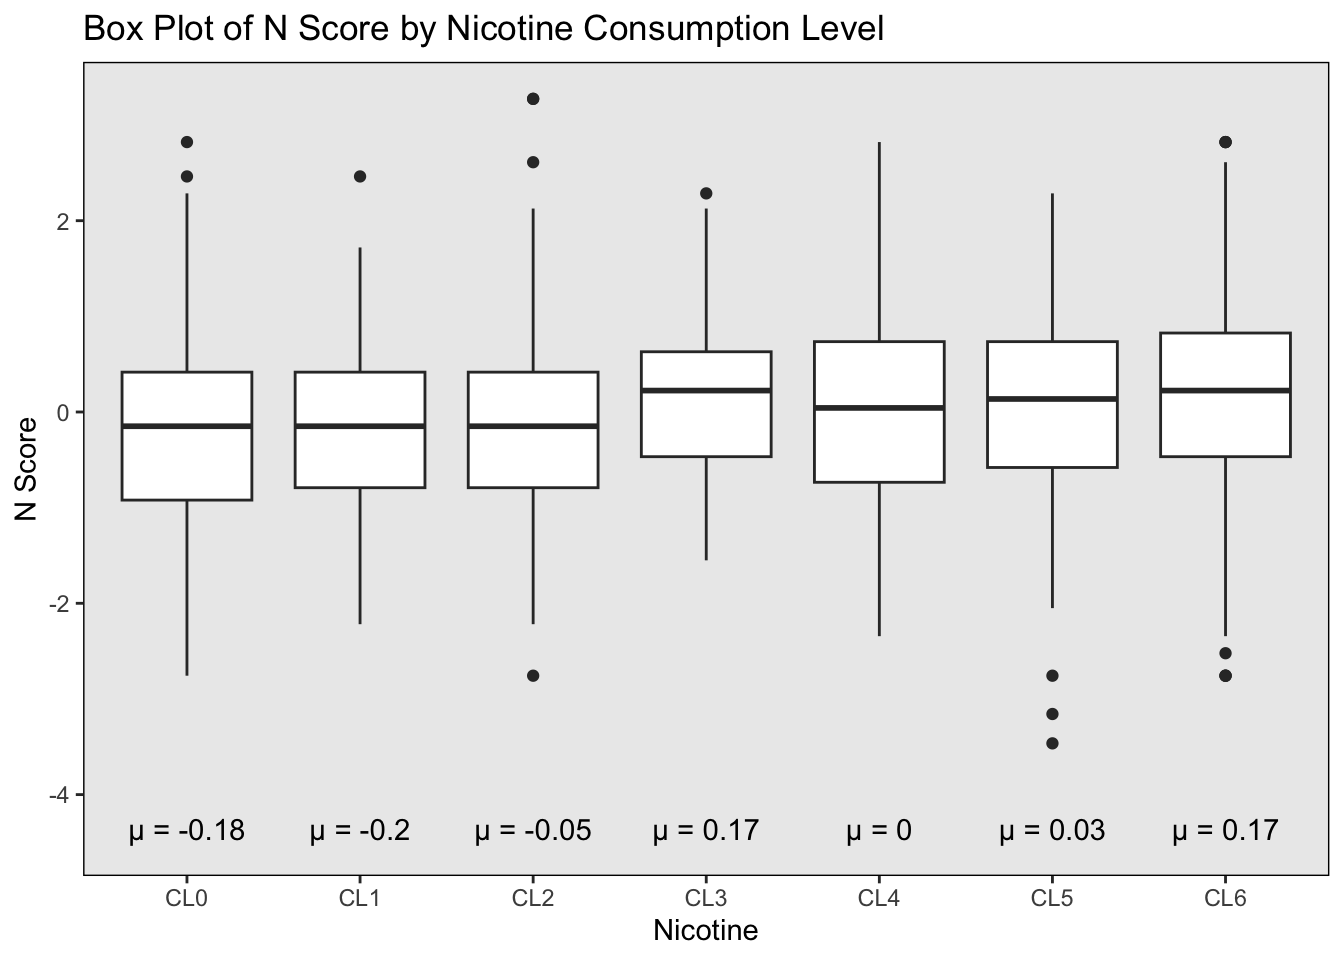 Box Plot of N Score by Nicotine Consumption Level
N Score
2
0
-2
-4
μ = -0.18 μ = -0.2 μ = -0.05 μ = 0.17 μ = 0 μ = 0.03 μ = 0.17
CL0 CL1 CL2 CL3 CL4 CL5 CL6
Nicotine